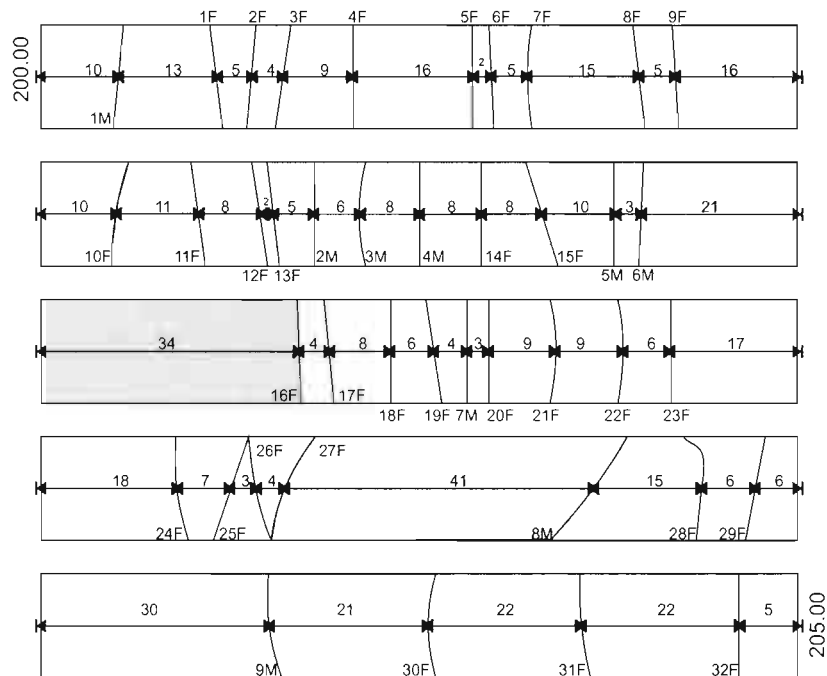 1F 2F 3F 4F 5F 6F 7F 8F 9F
200.00
10 13 5 4 9 16 2 5 15 5 16
1M
10 11 8 2 5 6 8 8 8 10 3 21
10F 11F 2M 3M 4M 14F 15F
12F 13F 5M 6M
34 4 8 6 4 3 9 9 6 17
16F 17F
18F 19F 7M 20F 21F 22F 23F
26F 27F
18 7 3 4 41 15 6 6
24F 25F 8M 28F 29F
30 21 22 22 5
205.00
9M 30F 31F 32F